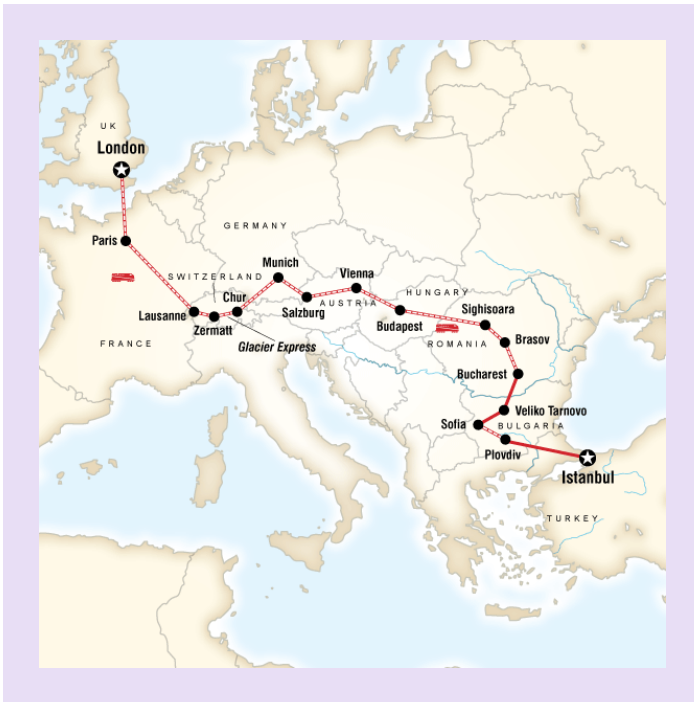 UK
London
Paris
GERMANY
Munich
SWITZERLAND
Chur
Vienna
HUNGARY
AUSTRIA
Salzburg
Lausanne
Zermatt
Glacier Express
FRANCE
Budapest
Sighisoara
Brasov
ROMANIA
Bucharest
Veliko Tarnovo
Sofia
BULGARIA
Plovdiv
Istanbul
TURKEY